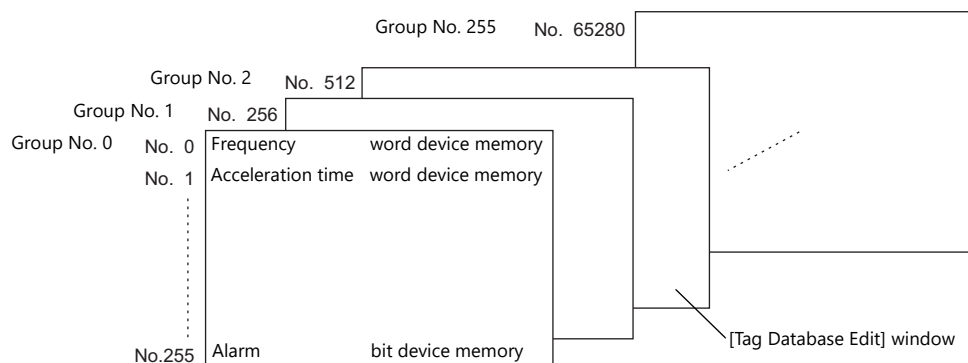 Group No. 255 No. 65280
Group No. 2 No. 512
Group No. 1 No. 256
Group No. 0 No. 0 Frequency word device memory
No. 1 Acceleration time word device memory
[Tag Database Edit] window
No.255 Alarm bit device memory